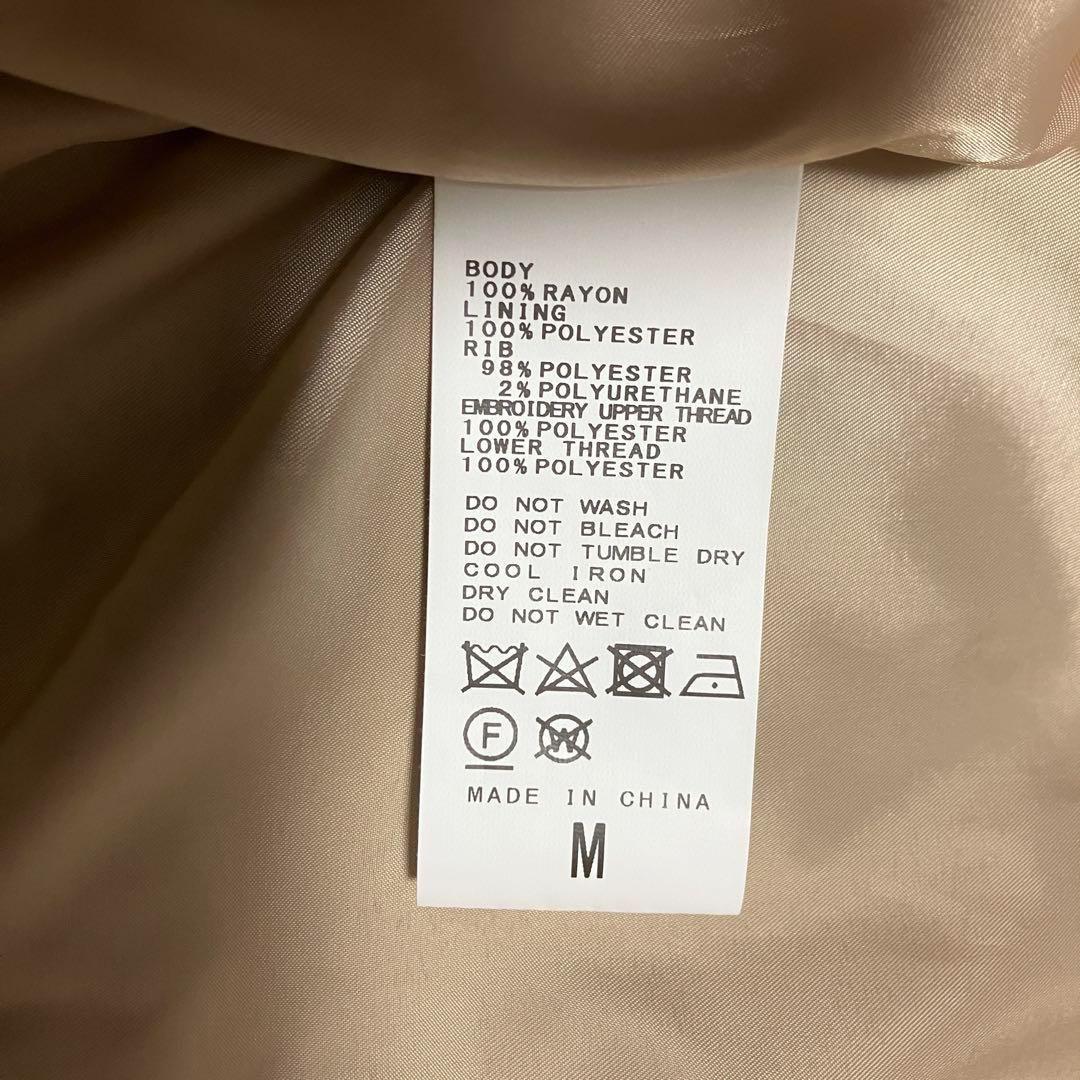 BODY
100% RAYON
LINING
100% POLYESTER
RIB
98% POLYESTER
2% POLYURETHANE
EMBROIDERY UPPER THREAD
100% POLYESTER
LOWER THREAD
100% POLYESTER
DO NOT WASH
DO NOT BLEACH
DO NOT TUMBLE DRY
COOL IRON
DRY CLEAN
DO NOT WET CLEAN
F W
MADE IN CHINA
M